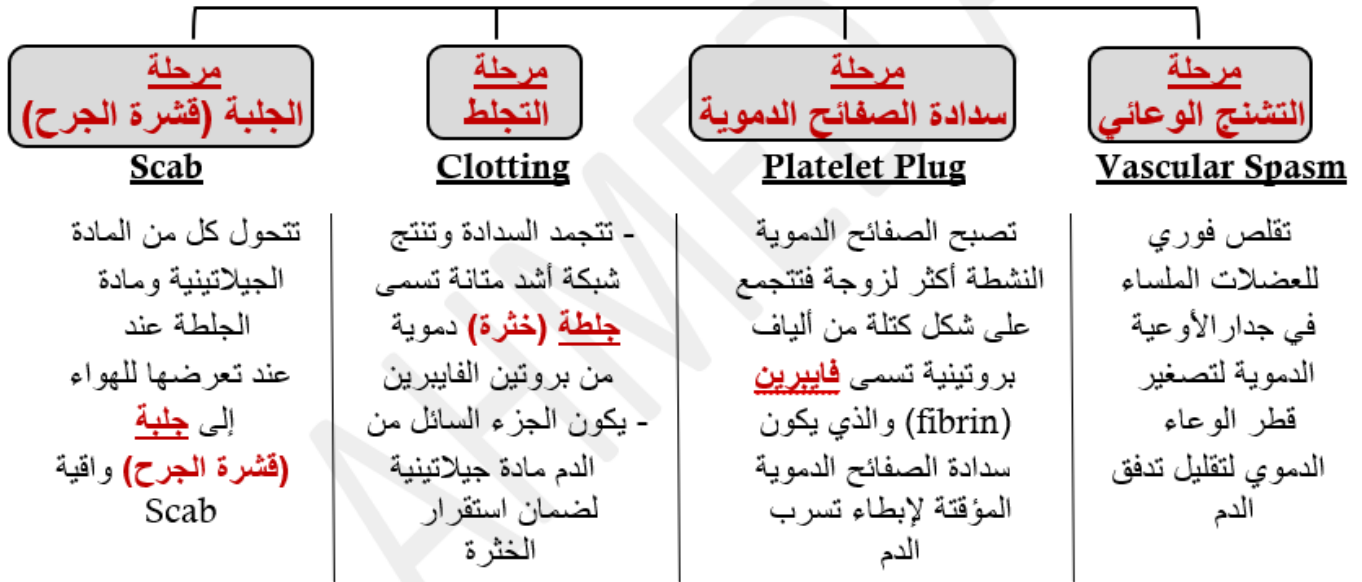 مرحلة
التشنج الوعائي
Vascular Spasm
تقلص فوري
للعضلات الملساء
في جدار الأوعية
الدموية لتصغير
قطر الوعاء
الدموي لتقليل تدفق
الدم
مرحلة
سدادة الصفائح الدموية
Platelet Plug
تصبح الصفائح الدموية
النشطة أكثر لزوجة فتتجمع
على شكل كتلة من ألياف
بروتينية تسمى فايبرين
(fibrin) والذي يكون
سدادة الصفائح الدموية
المؤقتة لإبطاء تسرب
الدم
مرحلة
التجلط
Clotting
- تتجمد السدادة وتنتج
شبكة أشد متانة تسمى
جلطة (خثرة) دموية
من بروتين الفايبرين
- يكون الجزء السائل من
الدم مادة جيلاتينية
لضمان استقرار
الخثرة
مرحلة
الجلبة (قشرة الجرح)
Scab
تتحول كل من المادة
الجيلاتينية ومادة
الجلطة عند
عند تعرضها للهواء
إلى جلبة
(قشرة الجرح) واقية
Scab
AHMED